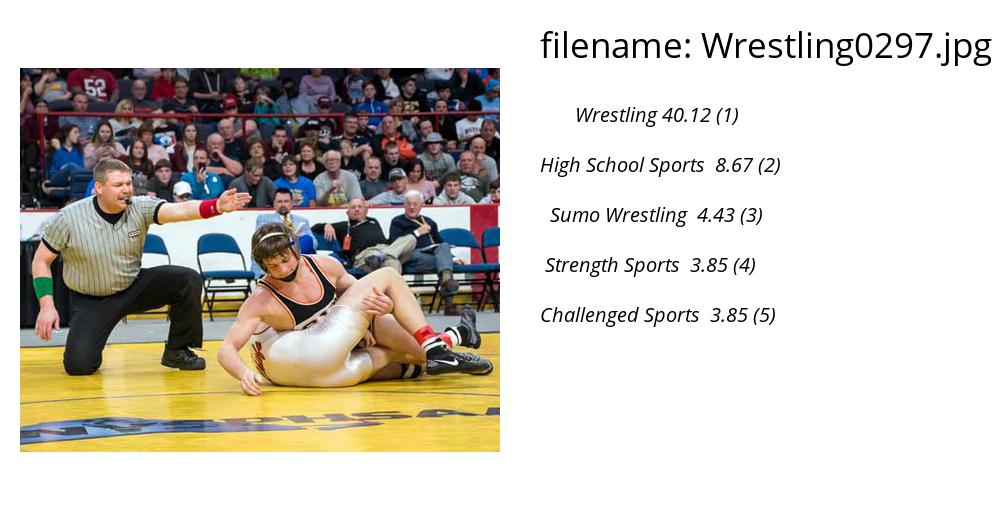 filename: Wrestling0297.jpg
Wrestling 40.12 (1)
High School Sports 8.67 (2)
Sumo Wrestling 4.43 (3)
Strength Sports 3.85 (4)
Challenged Sports 3.85 (5)
52
NYSPHSAA